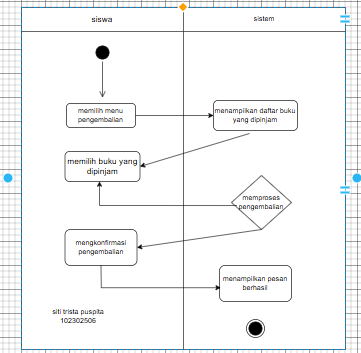 siswa
sistem
memilih menu
pengembalian
menampilkan daftar buku
yang dipinjam
memilih buku yang
dipinjam
memproses
pengembalian
mengkonfirmasi
pengembalian
menampilkan pesan
berhasil
siti trista puspita
102302506